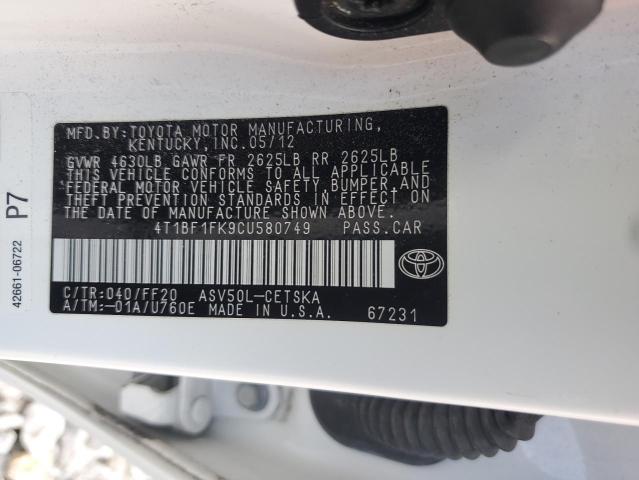 MFD.BY:TOYOTA MOTOR MANUFACTURING,
KENTUCKY,INC.05/12
GVWR 4630LB GAWR FR 2625LB RR 2625LB
THIS VEHICLE CONFORMS TO ALL APPLICABLE
FEDERAL MOTOR VEHICLE SAFETY,BUMPER,AND
THEFT PREVENTION STANDARDS IN EFFECT ON
THE DATE OF MANUFACTURE SHOWN ABOVE.
4T1BF1FK9CU580749 PASS.CAR
C/TR:040/FF20 ASV50L-CETSKA
A/TM:-01A/U760E MADE IN U.S.A. 67231
P7
42661-06722